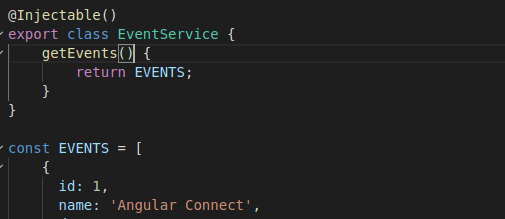 @Injectable()
export class EventService {
getEvents() {
return EVENTS;
}
}
const EVENTS = [
{
id: 1,
name: 'Angular Connect',